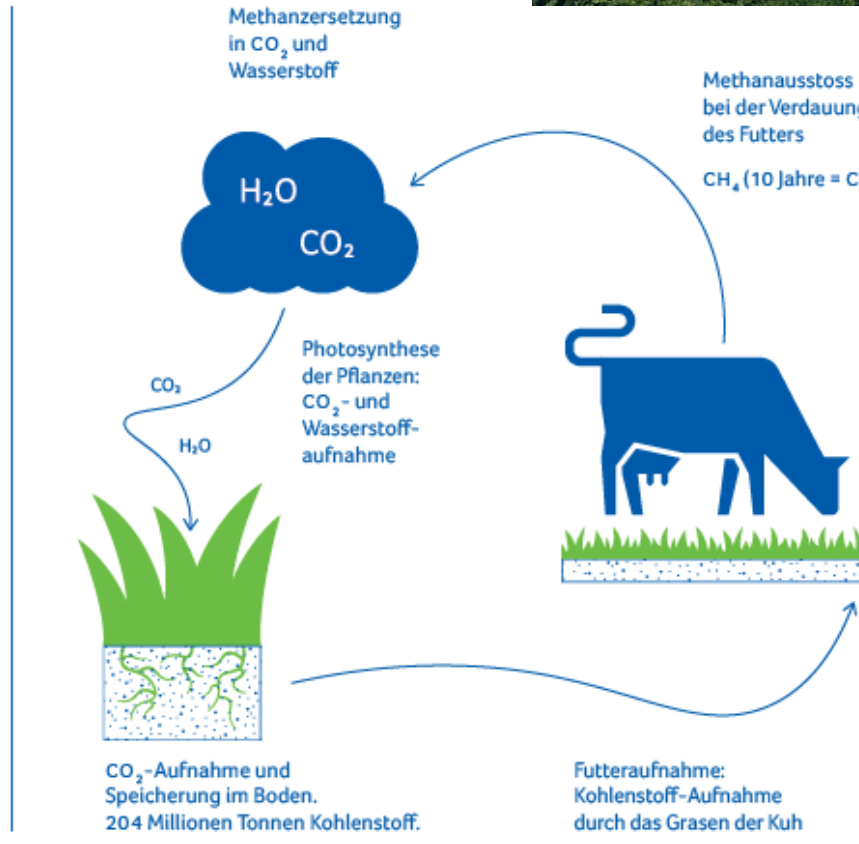 Methanzersetzung
in CO₂ und
Wasserstoff
Methanausstoss
bei der Verdauung
des Futters
CH₄ (10 Jahre = C
H₂O
CO₂
Photosynthese
der Pflanzen:
CO₂- und
Wasserstoff-
aufnahme
CO₂
H₂O
CO₂-Aufnahme und
Speicherung im Boden.
204 Millionen Tonnen Kohlenstoff.
Futteraufnahme:
Kohlenstoff-Aufnahme
durch das Grasen der Kuh